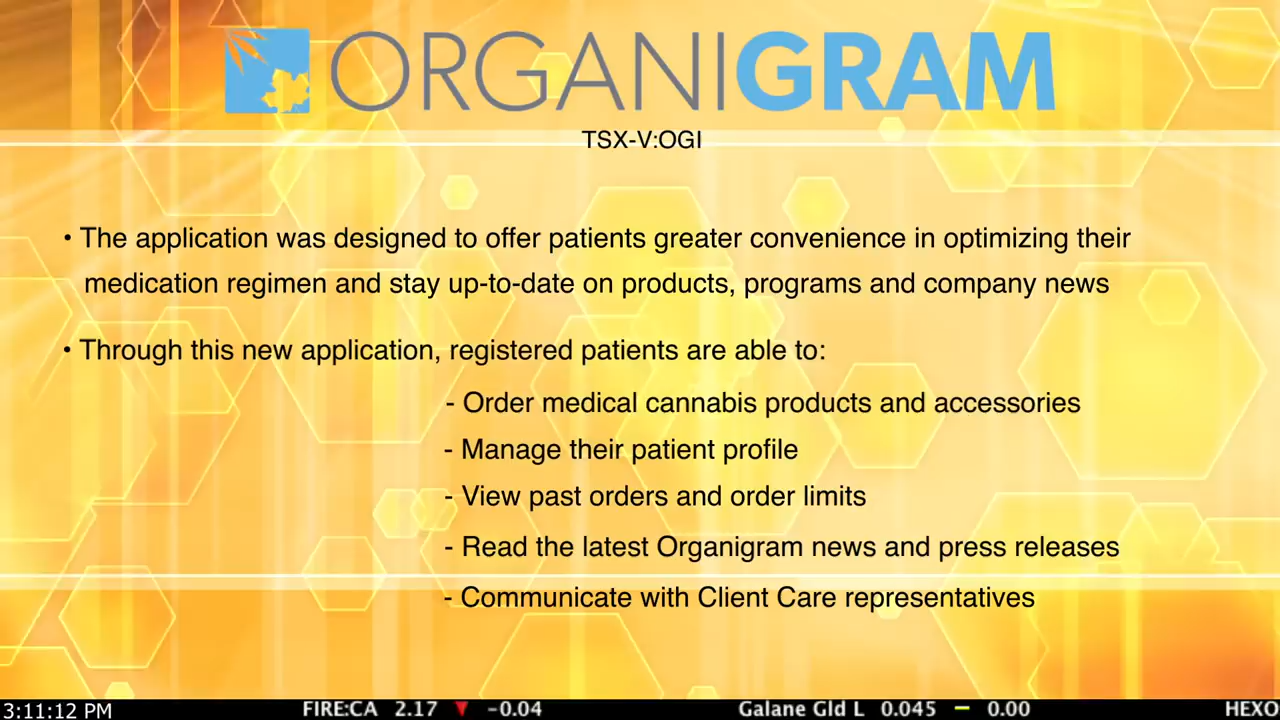 ORGANIGRAM
TSX-V:OGI
• The application was designed to offer patients greater convenience in optimizing their
medication regimen and stay up-to-date on products, programs and company news
• Through this new application, registered patients are able to:
- Order medical cannabis products and accessories
- Manage their patient profile
- View past orders and order limits
- Read the latest Organigram news and press releases
- Communicate with Client Care representatives
3:11:12 PM FIRE:CA 2.17 ▼ -0.04 Galane Gld L 0.045 – 0.00 HEXO